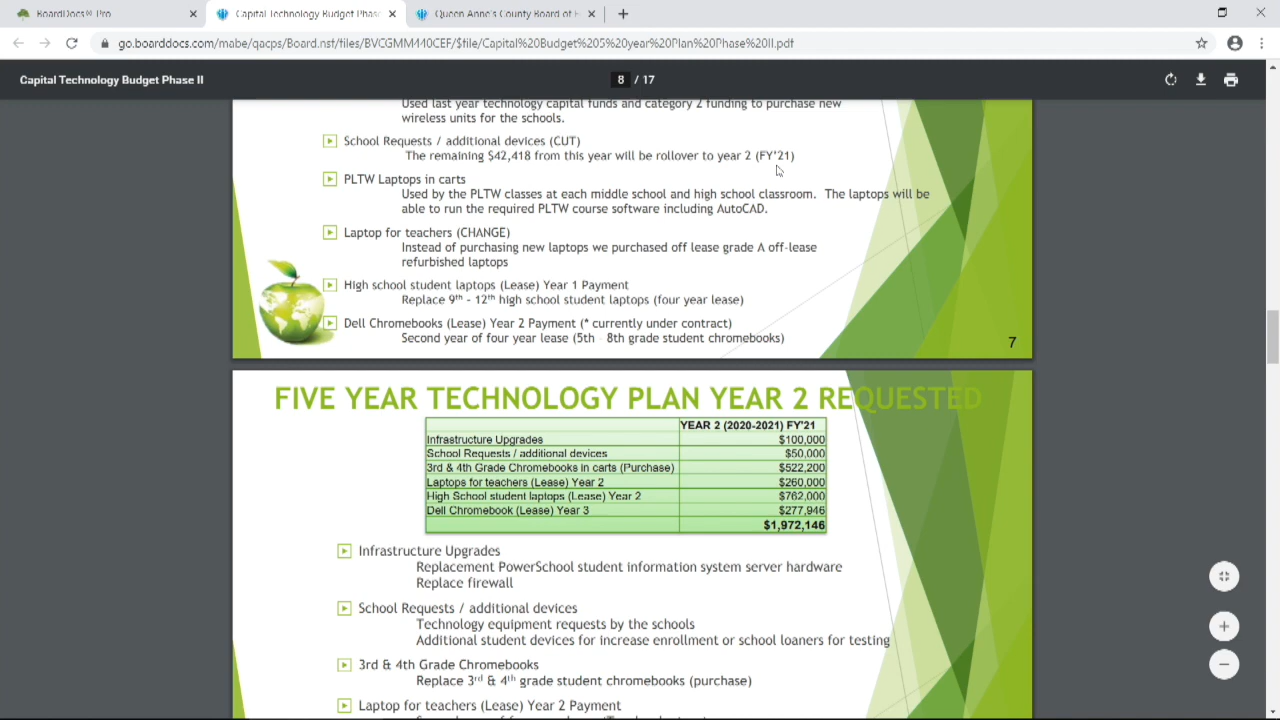 BoardDocs® Pro
Capital Technology Budget Phase
Queen Anne's County Board of
go.boarddocs.com/mabe/qacps/Board.nsf/files/BVCGMM440CEF/$file/Capital%20Budget%205%20year%20Plan%20Phase%20II.pdf
Capital Technology Budget Phase II
8 / 17
Used last year technology capital funds and category 2 funding to purchase new
wireless units for the schools.
School Requests / additional devices (CUT)
The remaining $42,418 from this year will be rollover to year 2 (FY'21)
PLTW Laptops in carts
Used by the PLTW classes at each middle school and high school classroom. The laptops will be
able to run the required PLTW course software including AutoCAD.
Laptop for teachers (CHANGE)
Instead of purchasing new laptops we purchased off lease grade A off-lease
refurbished laptops
High school student laptops (Lease) Year 1 Payment
Replace 9th - 12th high school student laptops (four year lease)
Dell Chromebooks (Lease) Year 2 Payment (* currently under contract)
Second year of four year lease (5th - 8th grade student chromebooks)
7
FIVE YEAR TECHNOLOGY PLAN YEAR 2 REQUESTED
YEAR 2 (2020-2021) FY'21
Infrastructure Upgrades $100,000
School Requests / additional devices $50,000
3rd & 4th Grade Chromebooks in carts (Purchase) $522,200
Laptops for teachers (Lease) Year 2 $260,000
High School student laptops (Lease) Year 2 $762,000
Dell Chromebook (Lease) Year 3 $277,946
$1,972,146
Infrastructure Upgrades
Replacement PowerSchool student information system server hardware
Replace firewall
School Requests / additional devices
Technology equipment requests by the schools
Additional student devices for increase enrollment or school loaners for testing
3rd & 4th Grade Chromebooks
Replace 3rd & 4th grade student chromebooks (purchase)
Laptop for teachers (Lease) Year 2 Payment